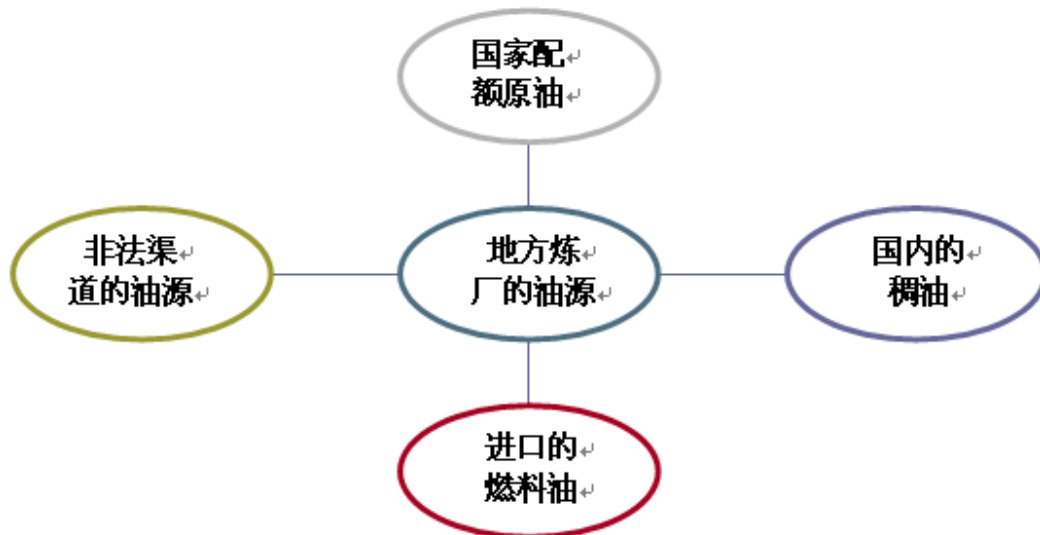 国家配
额原油
非法渠
道的油源
地方炼
厂的油源
国内的
稠油
进口的
燃料油